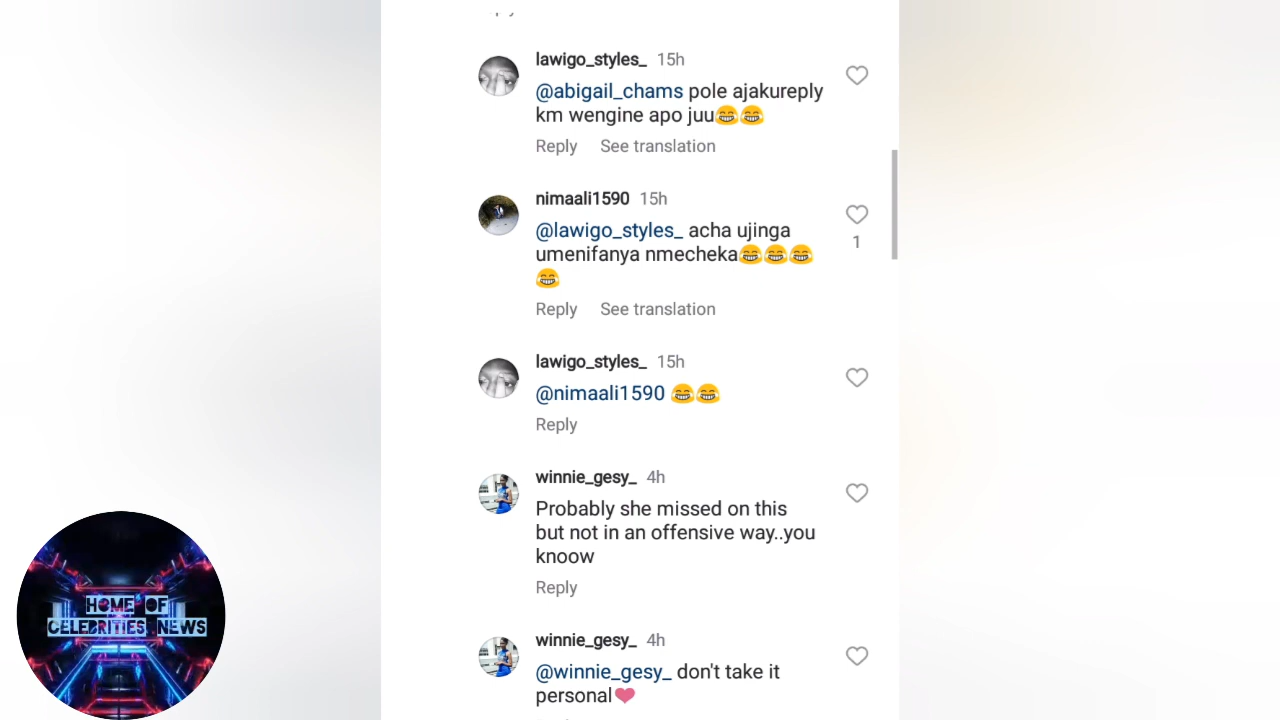 lawigo_styles_ 15h
@abigail_chams pole ajakureply
km wengine apo juu😂😂
Reply See translation
nimaali1590 15h
@lawigo_styles_ acha ujinga
umenifanya nmecheka😂😂😂
😂
Reply See translation
lawigo_styles_ 15h
@nimaali1590 😂😂
Reply
winnie_gesy_ 4h
Probably she missed on this
but not in an offensive way..you
knoow
Reply
winnie_gesy_ 4h
@winnie_gesy_ don't take it
personal❤
1
HOME OF
CELEBRITIES NEWS